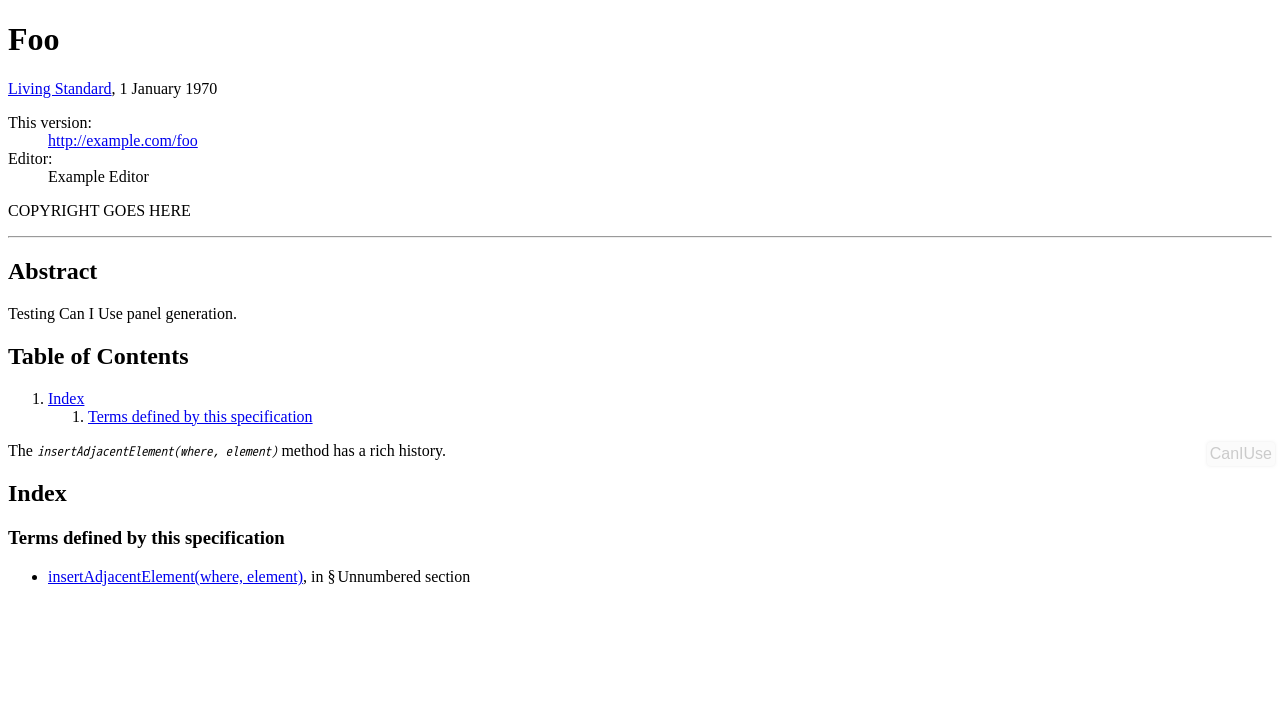 Foo
Living Standard, 1 January 1970
This version:
http://example.com/foo
Editor:
Example Editor
COPYRIGHT GOES HERE
Abstract
Testing Can I Use panel generation.
Table of Contents
1. Index
1. Terms defined by this specification
The insertAdjacentElement(where, element) method has a rich history.
CanIUse
Index
Terms defined by this specification
• insertAdjacentElement(where, element), in § Unnumbered section